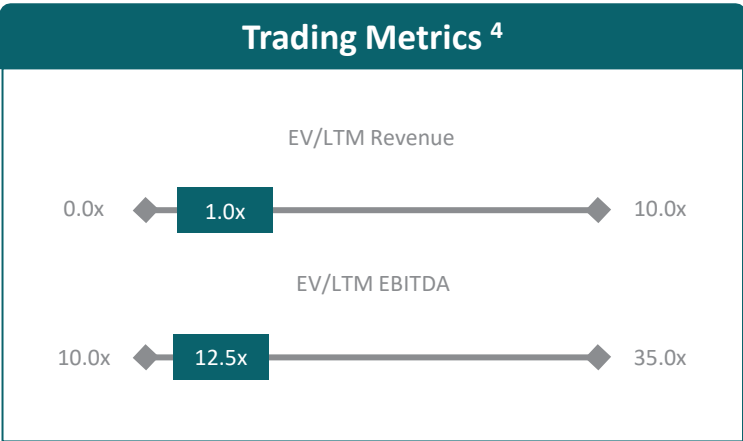 Trading Metrics 4
EV/LTM Revenue
0.0x 1.0x 10.0x
EV/LTM EBITDA
10.0x 12.5x 35.0x